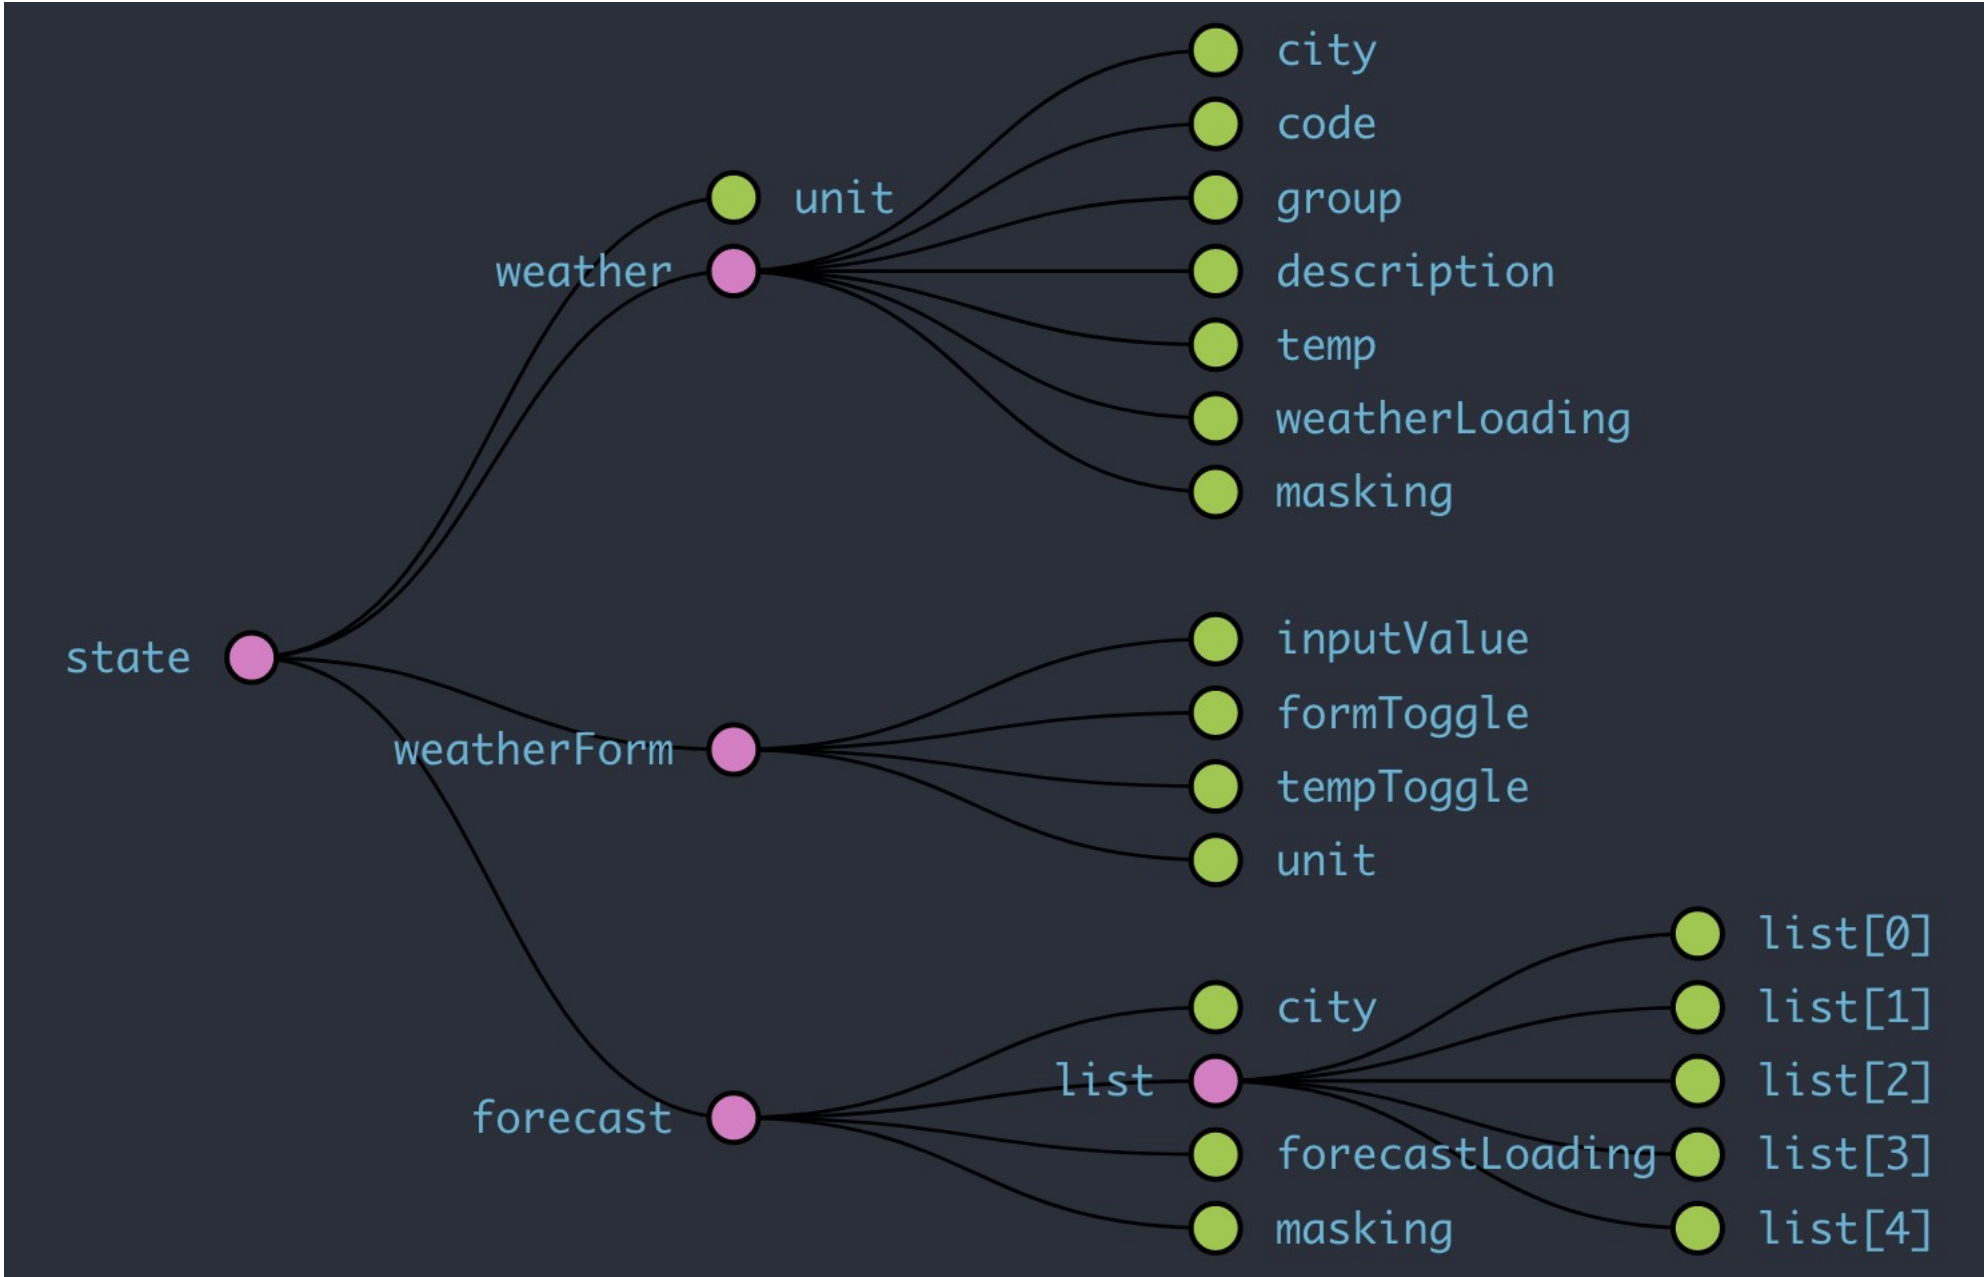 city
code
unit
group
weather
description
temp
weatherLoading
masking
inputValue
state
formToggle
weatherForm
tempToggle
unit
list[0]
city
list[1]
list
list[2]
forecast
forecastLoading
list[3]
masking
list[4]